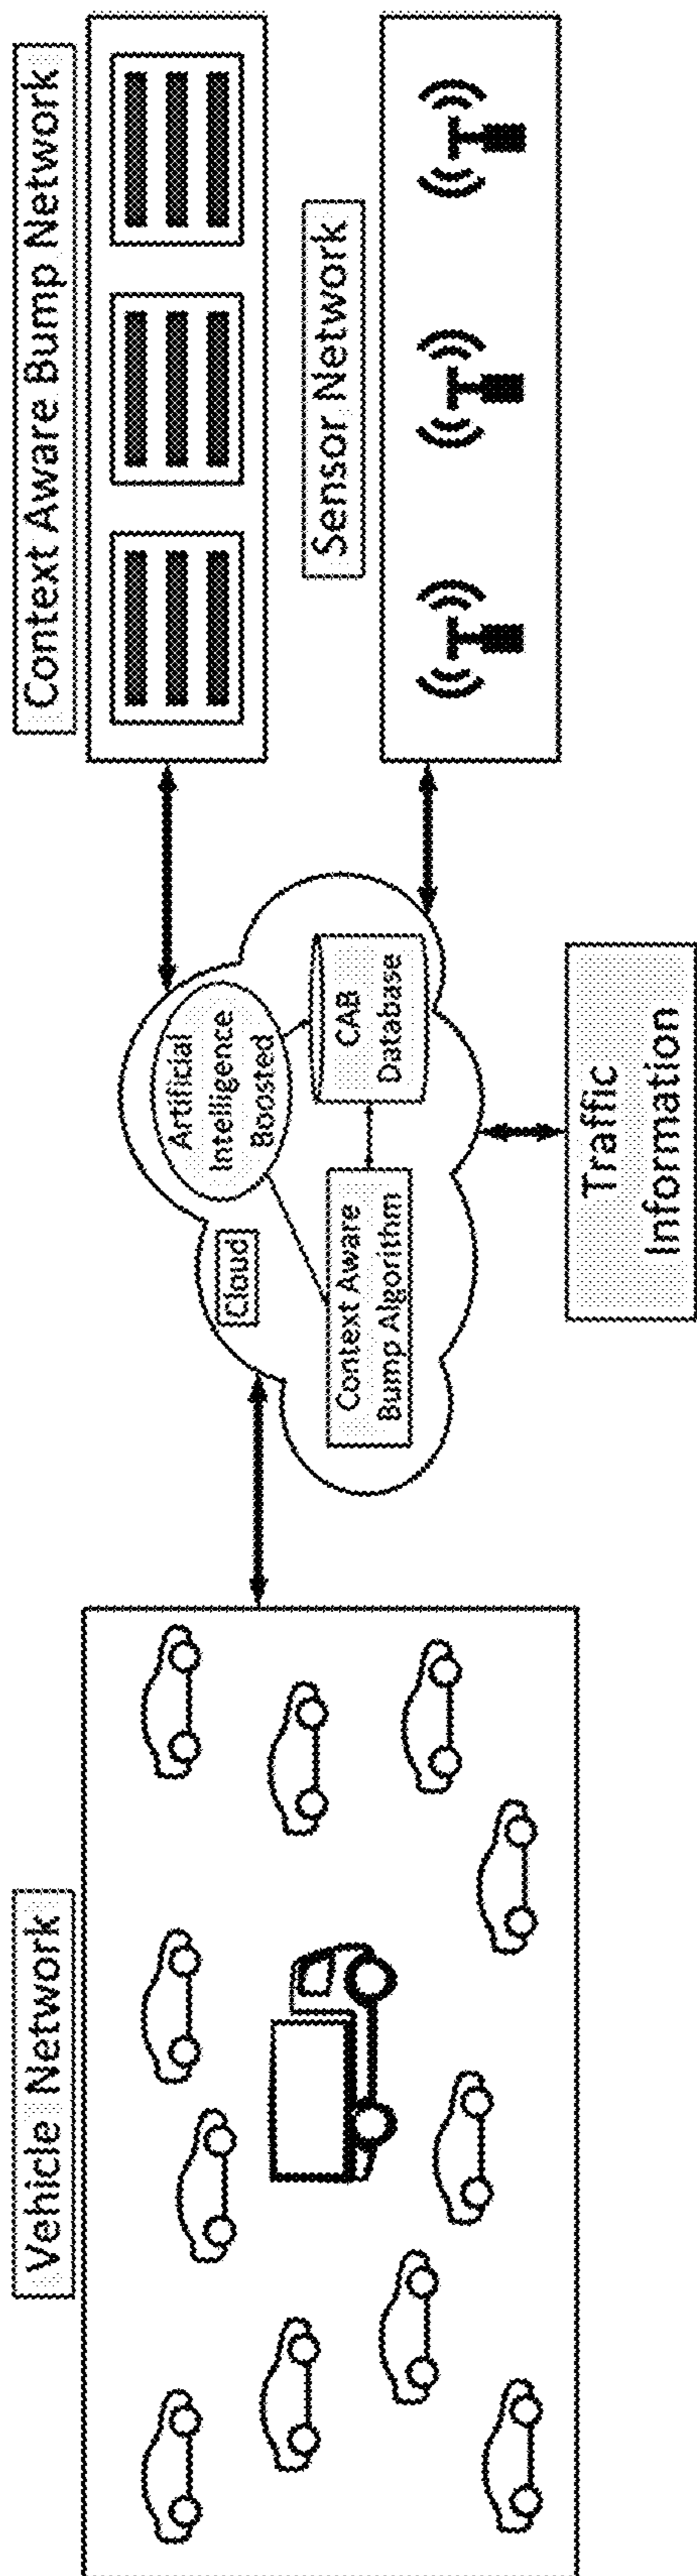 Vehicle Network
Cloud
Artificial
Intelligence
Boosted
Context Aware
Bump Algorithm
CAB
Database
Traffic
Information
Context Aware Bump Network
Sensor Network